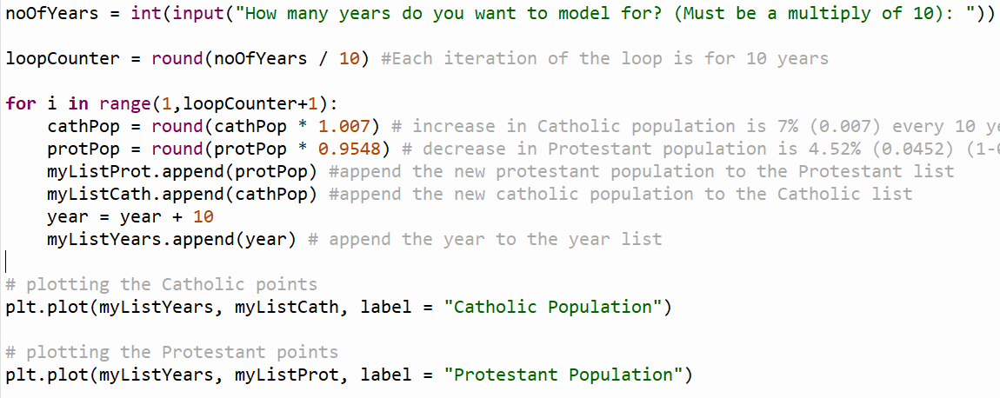 noOfYears = int(input("How many years do you want to model for? (Must be a multiply of 10): "))
loopCounter = round(noOfYears / 10) #Each iteration of the loop is for 10 years
for i in range(1,loopCounter+1):
cathPop = round(cathPop * 1.007) # increase in Catholic population is 7% (0.007) every 10
protPop = round(protPop * 0.9548) # decrease in Protestant population is 4.52% (0.0452) (1-
myListProt.append(protPop) #append the new protestant population to the Protestant list
myListCath.append(cathPop) #append the new catholic population to the Catholic list
year = year + 10
myListYears.append(year) # append the year to the year list
# plotting the Catholic points
plt.plot(myListYears, myListCath, label = "Catholic Population")
# plotting the Protestant points
plt.plot(myListYears, myListProt, label = "Protestant Population")